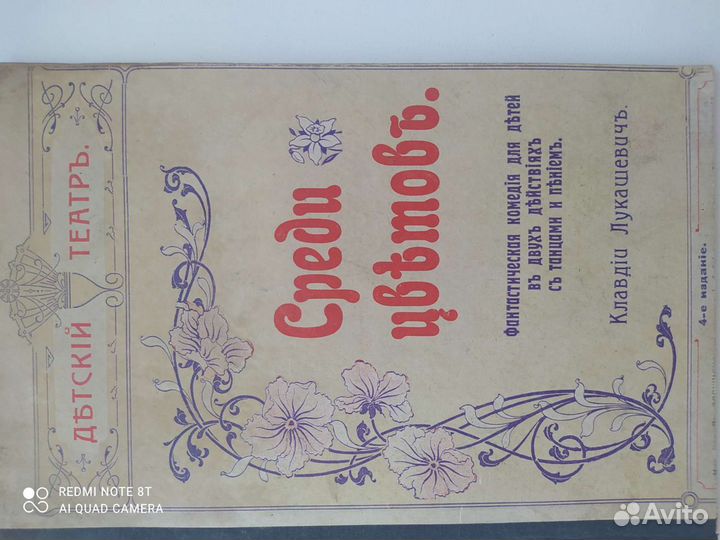 ДѢТСКІЙ ТЕАТРЪ.
Среди
цвѣтовъ.
Фантастическая комедія для дѣтей
въ двухъ дѣйствіяхъ
съ танцами и пѣніемъ.
Клавдіи Лукашевичъ.
4-е изданіе.
REDMI NOTE 8T
AI QUAD CAMERA
Avito